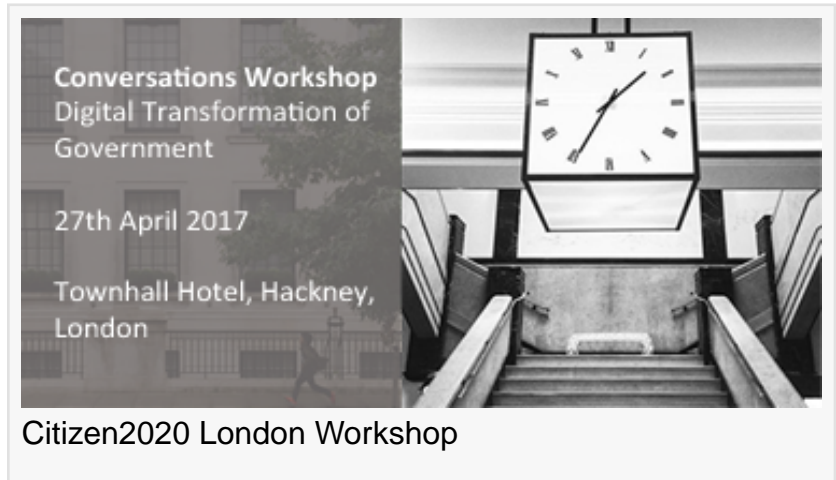 Conversations Workshop
Digital Transformation of
Government
27th April 2017
Townhall Hotel, Hackney,
London
Citizen2020 London Workshop